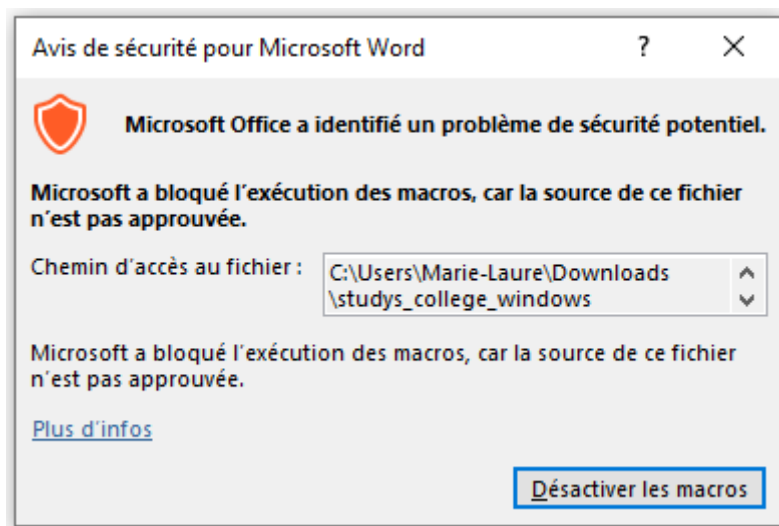 Avis de sécurité pour Microsoft Word ?
Microsoft Office a identifié un problème de sécurité potentiel.
Microsoft a bloqué l'exécution des macros, car la source de ce fichier
n'est pas approuvée.
Chemin d'accès au fichier :
C:\Users\Marie-Laure\Downloads
\studys_college_windows
Microsoft a bloqué l'exécution des macros, car la source de ce fichier
n'est pas approuvée.
Plus d'infos
Désactiver les macros